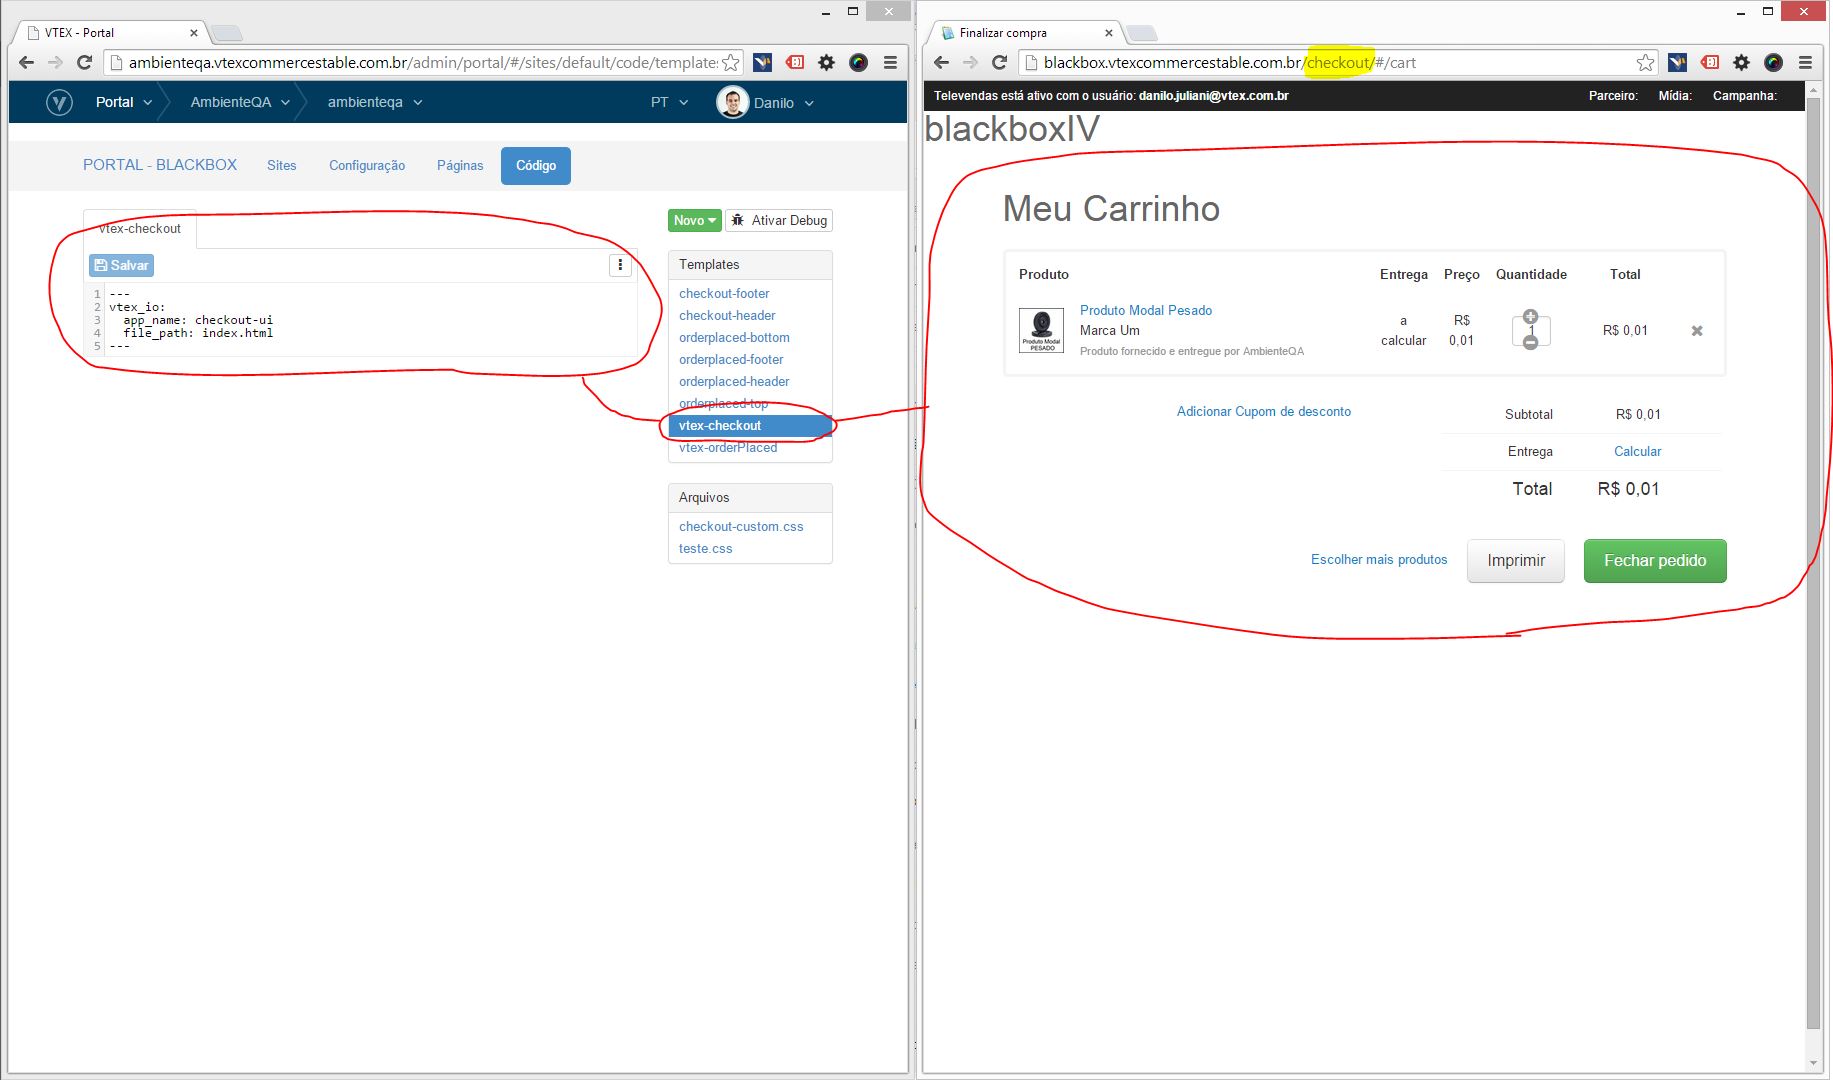 VTEX - Portal
ambienteqa.vtexcommercestable.com.br/admin/portal/#/sites/default/code/template
Portal
AmbienteQA
ambienteqa
PT
Danilo
PORTAL - BLACKBOX
Sites
Configuração
Páginas
Código
vtex-checkout
Salvar
1 ---
2 vtex_io:
3 app_name: checkout-ui
4 file_path: index.html
5 ---
Novo
Ativar Debug
Templates
checkout-footer
checkout-header
orderplaced-bottom
orderplaced-footer
orderplaced-header
orderplaced-top
vtex-checkout
vtex-orderPlaced
Arquivos
checkout-custom.css
teste.css
Finalizar compra
blackbox.vtexcommercestable.com.br/checkout/#/cart
Televendas está ativo com o usuário: danilo.juliani@vtex.com.br
Parceiro:
Mídia:
Campanha:
blackboxIV
Meu Carrinho
Produto
Entrega
Preço
Quantidade
Total
Produto Modal PESADO
Produto Modal Pesado
Marca Um
Produto fornecido e entregue por AmbienteQA
a
calcular
R$
0,01
1
R$ 0,01
Adicionar Cupom de desconto
Subtotal R$ 0,01
Entrega Calcular
Total R$ 0,01
Escolher mais produtos
Imprimir
Fechar pedido